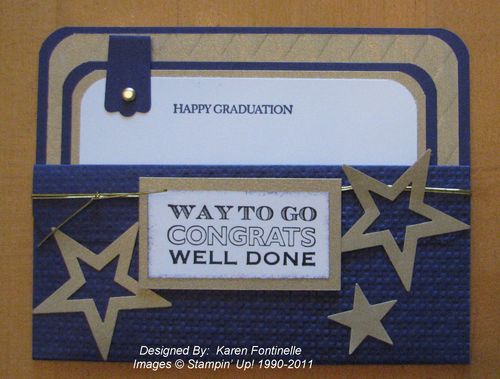 HAPPY GRADUATION
WAY TO GO
CONGRATS
WELL DONE
Designed By:  Karen Fontinelle
Images © Stampin' Up! 1990-2011